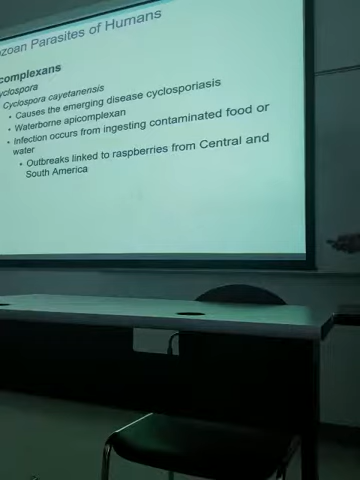 ozoan Parasites of Humans
complexans
yclospora
Cyclospora cayetanensis
• Causes the emerging disease cyclosporiasis
• Waterborne apicomplexan
• Infection occurs from ingesting contaminated food or
water
• Outbreaks linked to raspberries from Central and
South America